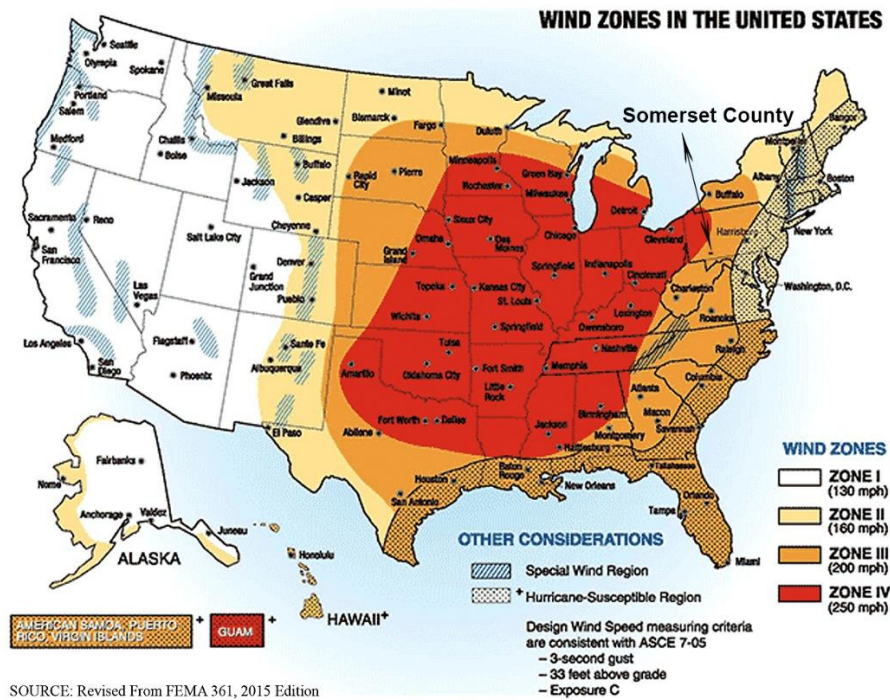 WIND ZONES IN THE UNITED STATES
Seattle
Olympia
Spokane
Portland
Salem
Medford
Great Falls
Missoula
Minot
Glendive
Bismarck
Billings
Fargo
Duluth
Somerset County
Bangor
Montpelier
Challis
Boise
Buffalo
Jackson
Casper
Rapid City
Pierre
Minneapolis
Rochester
Green Bay
Milwaukee
Buffalo
Albany
Boston
Detroit
Sacramento
San Francisco
Reno
Salt Lake City
Cheyenne
Sioux City
Chicago
Cleveland
Harrisburg
New York
Grand Junction
Denver
Grand Island
Omaha
Des Moines
Springfield
Indianapolis
Cincinnati
Washington, D.C.
Las Vegas
Pueblo
Topeka
Kansas City
St. Louis
Charleston
Roanoke
Los Angeles
San Diego
Flagstaff
Santa Fe
Wichita
Springfield
Owensboro
Lexington
Raleigh
Phoenix
Albuquerque
Amarillo
Tulsa
Oklahoma City
Fort Smith
Little Rock
Memphis
Nashville
Columbia
Atlanta
Macon
Savannah
El Paso
Abilene
Fort Worth
Dallas
Jackson
Birmingham
Montgomery
Hattiesburg
Tallahassee
San Antonio
Houston
Baton Rouge
New Orleans
Orlando
Tampa
Miami
WIND ZONES
ZONE I
(130 mph)
ZONE II
(160 mph)
ZONE III
(200 mph)
ZONE IV
(250 mph)
Fairbanks
Nome
Anchorage
Valdez
Juneau
ALASKA
Honolulu
HAWAII+
OTHER CONSIDERATIONS
Special Wind Region
+ Hurricane-Susceptible Region
AMERICAN SAMOA, PUERTO
RICO, VIRGIN ISLANDS
+
GUAM
+
Design Wind Speed measuring criteria
are consistent with ASCE 7-05
– 3-second gust
– 33 feet above grade
– Exposure C
SOURCE: Revised From FEMA 361, 2015 Edition